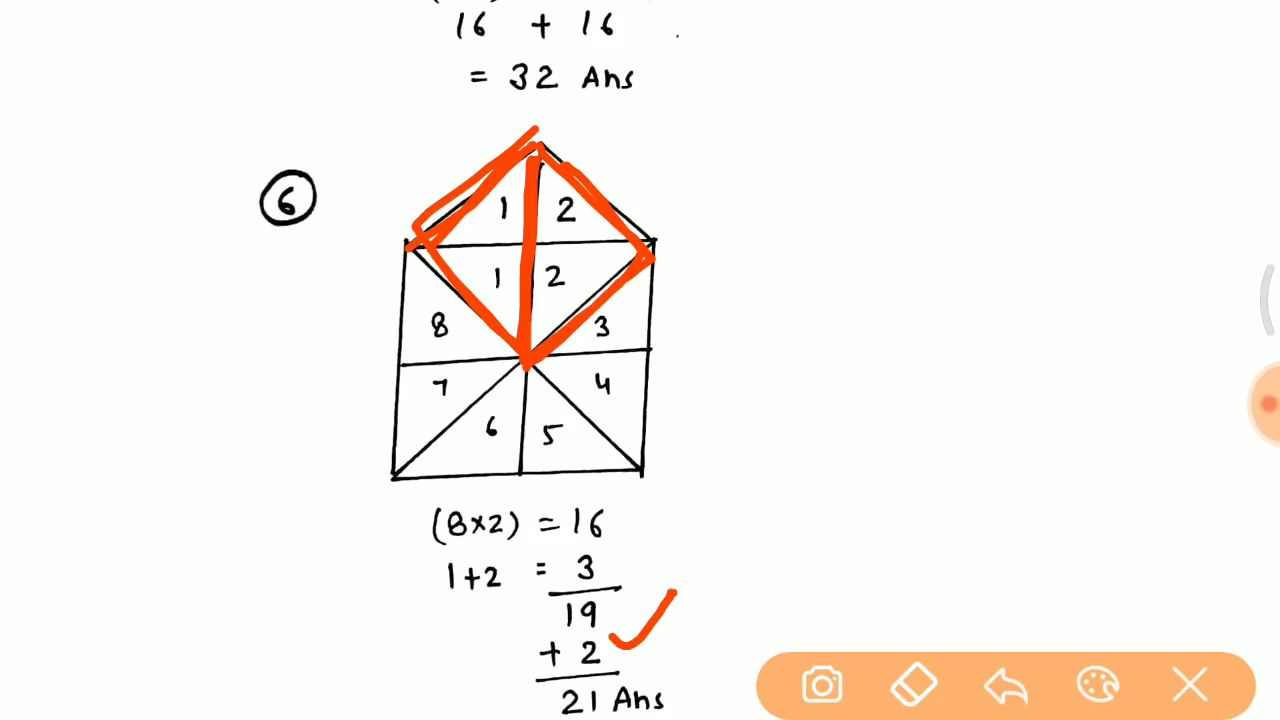 16 + 16
= 32 Ans
6
1 2
1 2
8 3
7 4
6 5
(8×2) = 16
1+2 = 3
19
+ 2
21 Ans